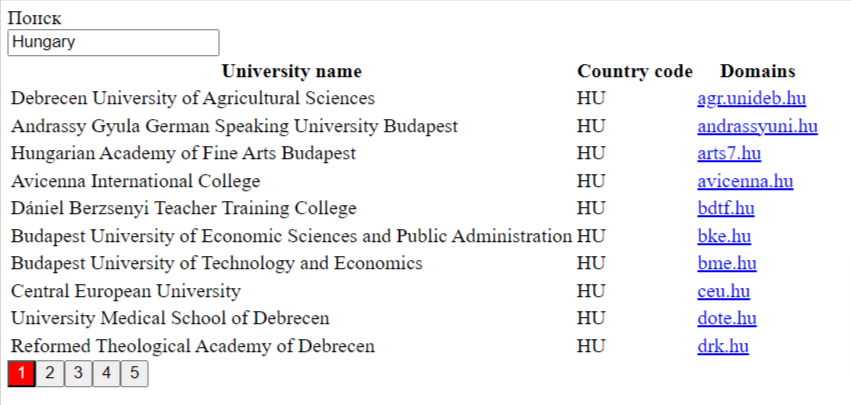 Поиск
Hungary
University name Country code Domains
Debrecen University of Agricultural Sciences HU agr.unideb.hu
Andrassy Gyula German Speaking University Budapest HU andrassyuni.hu
Hungarian Academy of Fine Arts Budapest HU arts7.hu
Avicenna International College HU avicenna.hu
Dániel Berzsenyi Teacher Training College HU bdtf.hu
Budapest University of Economic Sciences and Public Administration HU bke.hu
Budapest University of Technology and Economics HU bme.hu
Central European University HU ceu.hu
University Medical School of Debrecen HU dote.hu
Reformed Theological Academy of Debrecen HU drk.hu
1 2 3 4 5